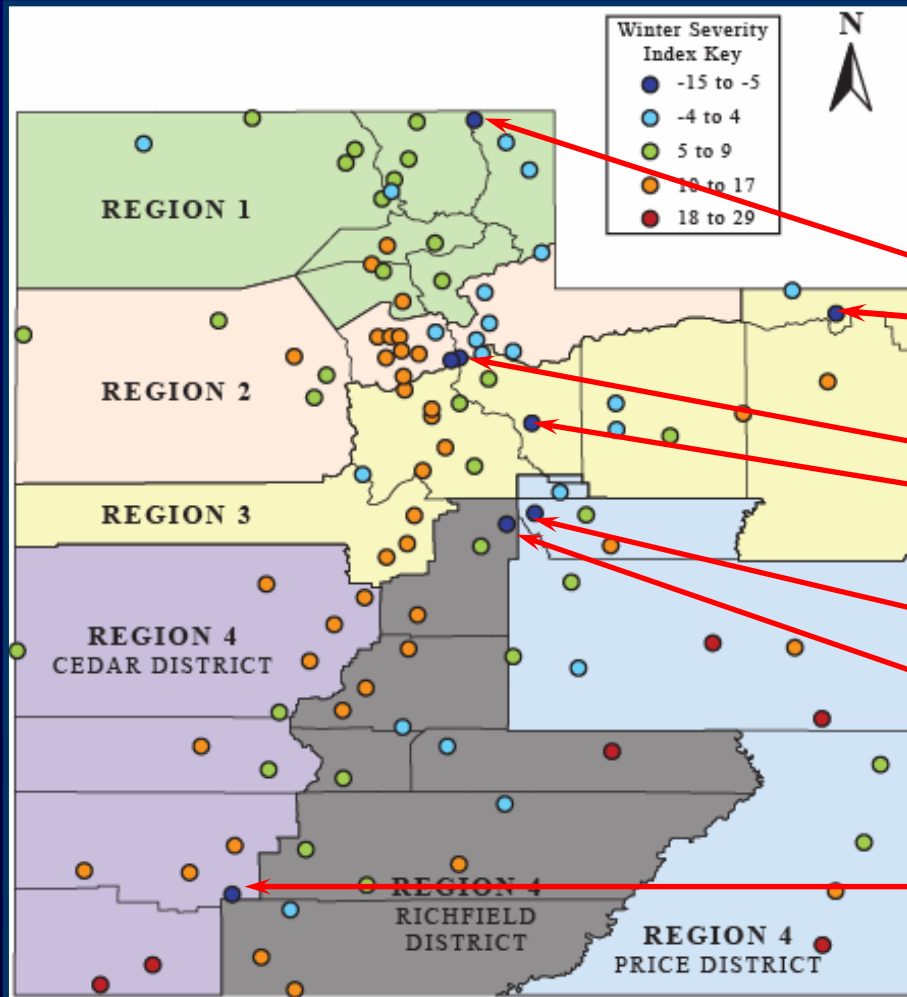 Winter Severity
Index Key
-15 to -5
-4 to 4
5 to 9
10 to 17
18 to 29
N
REGION 1
REGION 2
REGION 3
REGION 4
CEDAR DISTRICT
REGION 4
RICHFIELD
DISTRICT
REGION 4
PRICE DISTRICT